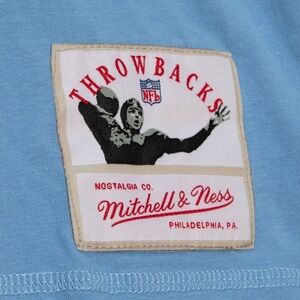 THROWBACKS
NFL
NOSTALGIA CO.
Mitchell & Ness
PHILADELPHIA, PA.